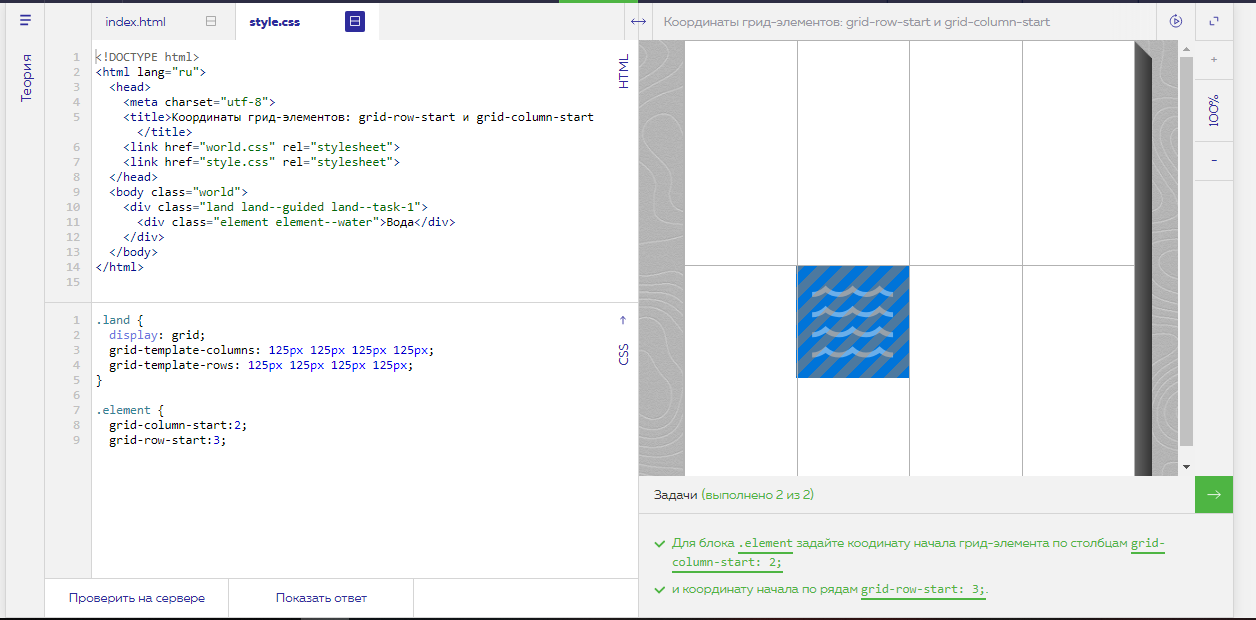 index.html
style.css
Координаты грид-элементов: grid-row-start и grid-column-start
Теория
1 <!DOCTYPE html>
2 <html lang="ru">
3 <head>
4 <meta charset="utf-8">
5 <title>Координаты грид-элементов: grid-row-start и grid-column-start
</title>
6 <link href="world.css" rel="stylesheet">
7 <link href="style.css" rel="stylesheet">
8 </head>
9 <body class="world">
10 <div class="land land--guided land--task-1">
11 <div class="element element--water">Вода</div>
12 </div>
13 </body>
14 </html>
15
HTML
1 .land {
2 display: grid;
3 grid-template-columns: 125px 125px 125px 125px;
4 grid-template-rows: 125px 125px 125px 125px;
5 }
6
7 .element {
8 grid-column-start:2;
9 grid-row-start:3;
CSS
Проверить на сервере
Показать ответ
+
100%
-
Задачи (выполнено 2 из 2)
Для блока .element задайте коодинату начала грид-элемента по столбцам grid-
column-start: 2;
и координату начала по рядам grid-row-start: 3;.